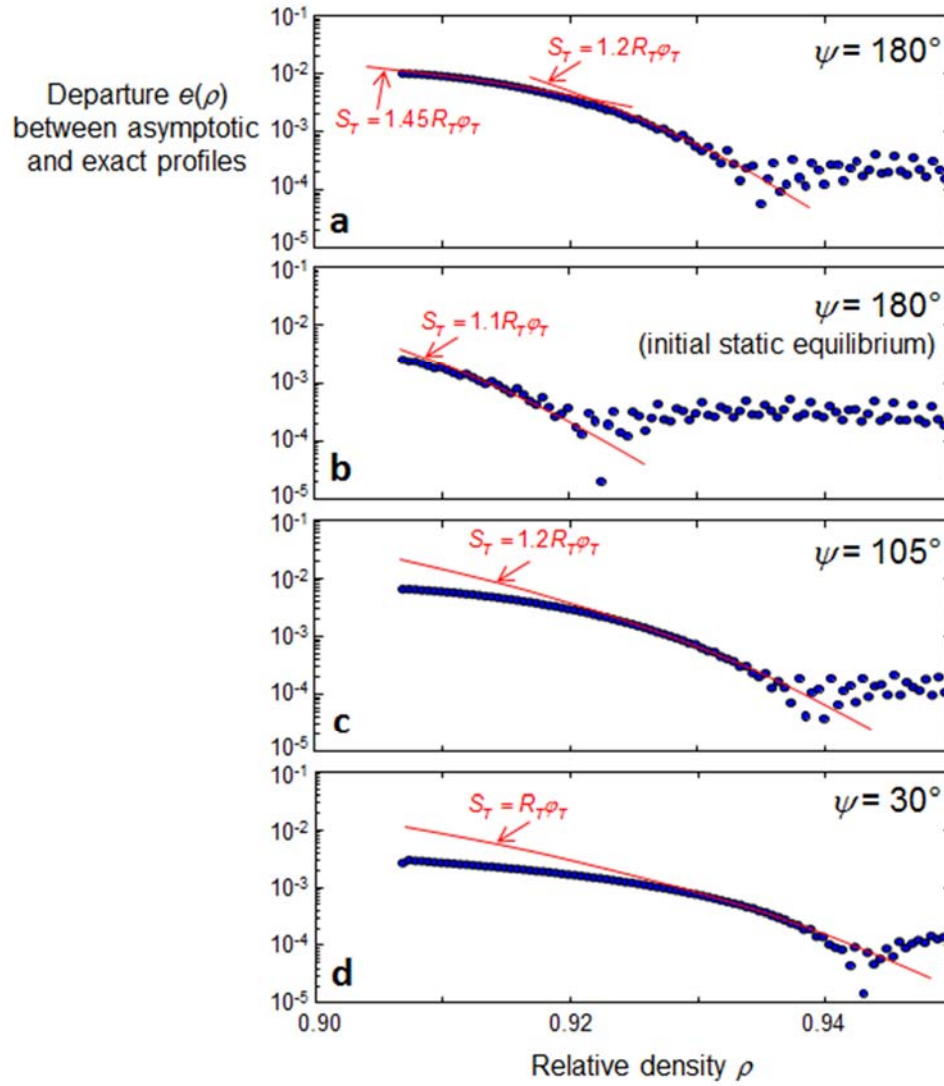 Departure e(ρ)
between asymptotic
and exact profiles
10⁻¹
10⁻²
10⁻³
10⁻⁴
10⁻⁵
S_T = 1.2R_Tφ_T
S_T = 1.45R_Tφ_T
ψ = 180°
a
10⁻¹
10⁻²
10⁻³
10⁻⁴
10⁻⁵
S_T = 1.1R_Tφ_T
ψ = 180°
(initial static equilibrium)
b
10⁻¹
10⁻²
10⁻³
10⁻⁴
10⁻⁵
S_T = 1.2R_Tφ_T
ψ = 105°
c
10⁻¹
10⁻²
10⁻³
10⁻⁴
10⁻⁵
S_T = R_Tφ_T
ψ = 30°
d
0.90 0.92 0.94
Relative density ρ